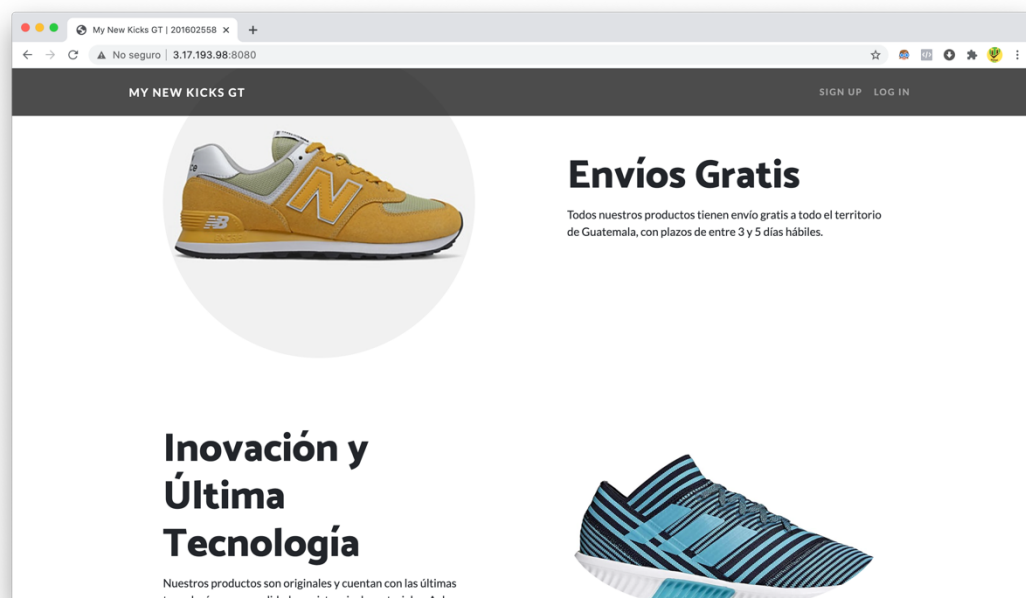 My New Kicks GT | 201602558
No seguro | 3.17.193.98:8080
MY NEW KICKS GT
SIGN UP LOG IN
NB
Envíos Gratis
Todos nuestros productos tienen envío gratis a todo el territorio
de Guatemala, con plazos de entre 3 y 5 días hábiles.
Inovación y
Última
Tecnología
Nuestros productos son originales y cuentan con las últimas